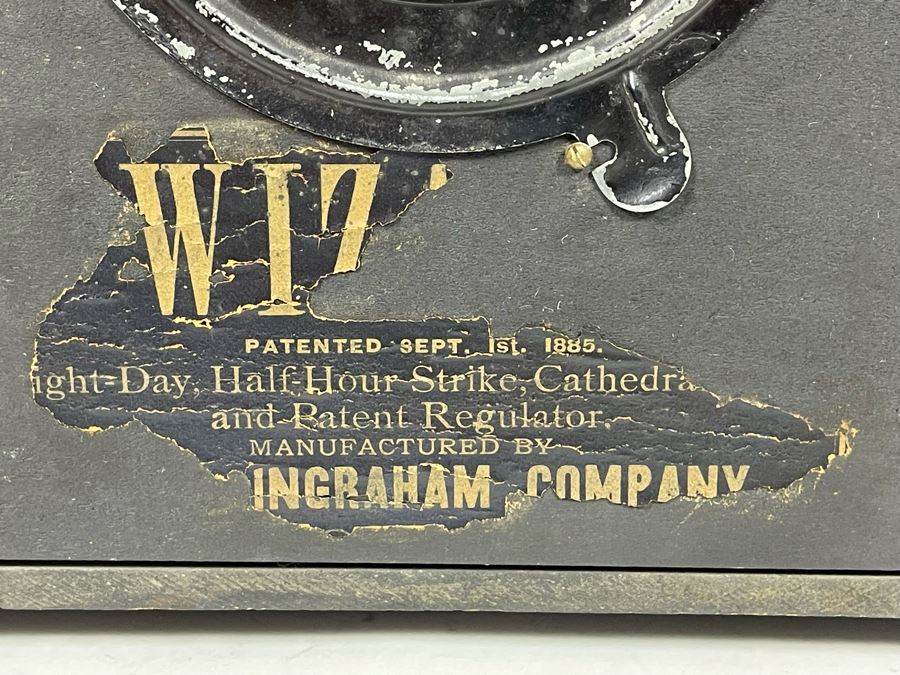 WIZ
PATENTED SEPT. 1st. 1885.
ight-Day, Half-Hour Strike, Cathedra
and Patent Regulator.
MANUFACTURED BY
INGRAHAM COMPANY